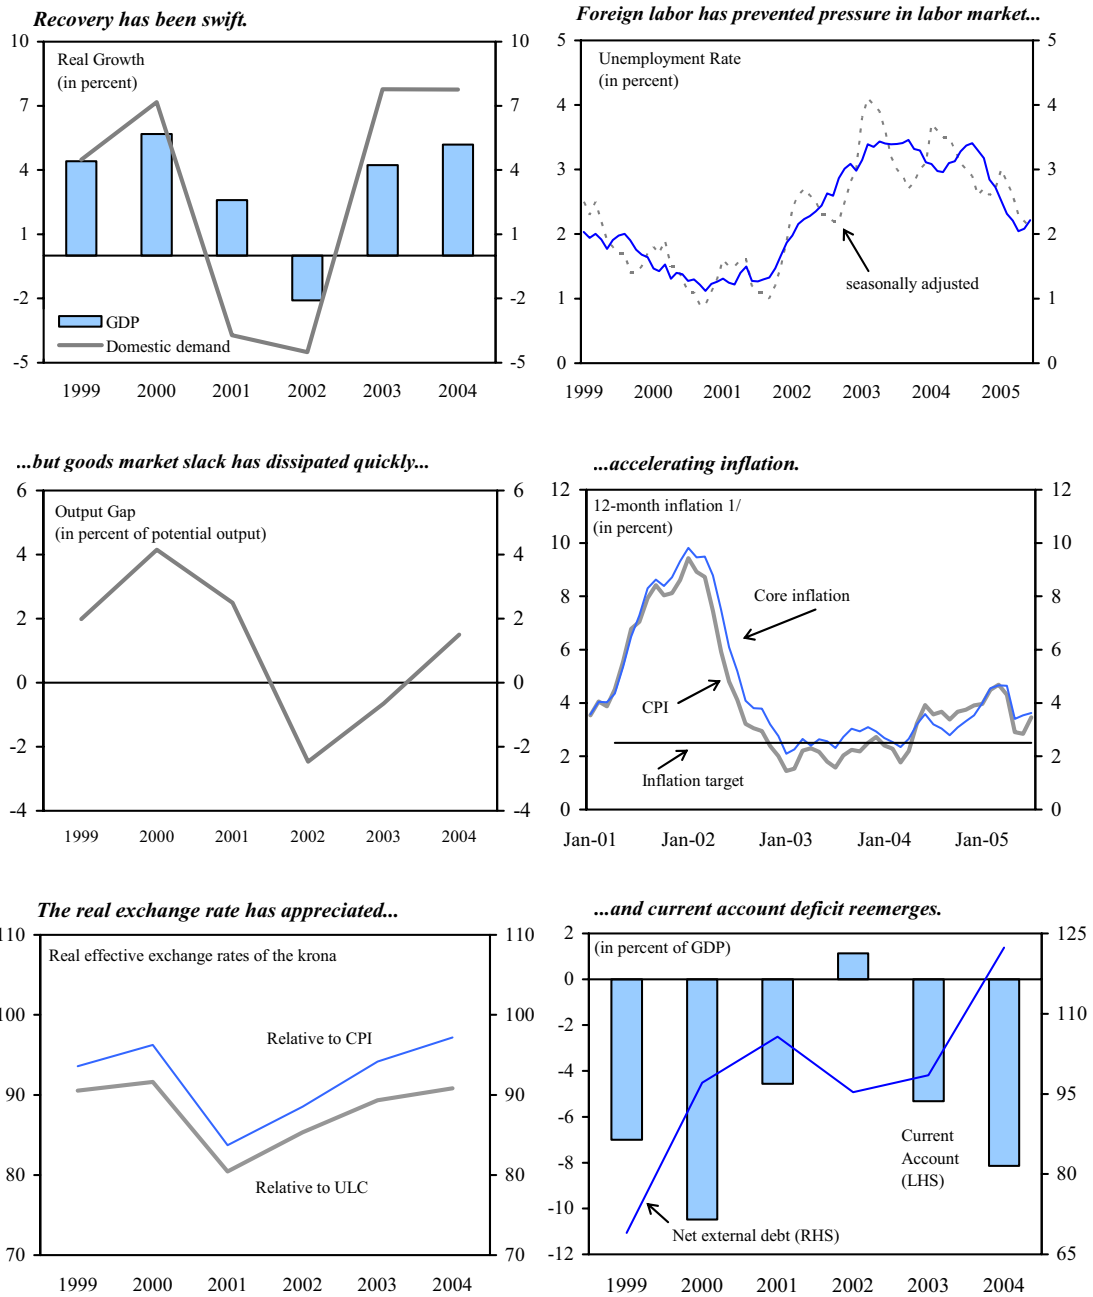 Recovery has been swift.
10
10
Real Growth
(in percent)
7
7
4
4
1
1
-2
-2
GDP
Domestic demand
-5
-5
1999 2000 2001 2002 2003 2004
Foreign labor has prevented pressure in labor market...
5
5
Unemployment Rate
(in percent)
4
4
3
3
2
2
seasonally adjusted
1
1
0
0
1999 2000 2001 2002 2003 2004 2005
...but goods market slack has dissipated quickly...
6
6
Output Gap
(in percent of potential output)
4
4
2
2
0
0
-2
-2
-4
-4
1999 2000 2001 2002 2003 2004
...accelerating inflation.
12
12
12-month inflation 1/
(in percent)
10
10
8
8
Core inflation
6
6
4
4
CPI
2
2
Inflation target
0
0
Jan-01 Jan-02 Jan-03 Jan-04 Jan-05
The real exchange rate has appreciated...
110
110
Real effective exchange rates of the krona
100
100
Relative to CPI
90
90
80
80
Relative to ULC
70
70
1999 2000 2001 2002 2003 2004
...and current account deficit reemerges.
2
125
(in percent of GDP)
0
-2
110
-4
95
-6
Current
Account
(LHS)
-8
80
-10
Net external debt (RHS)
-12
65
1999 2000 2001 2002 2003 2004